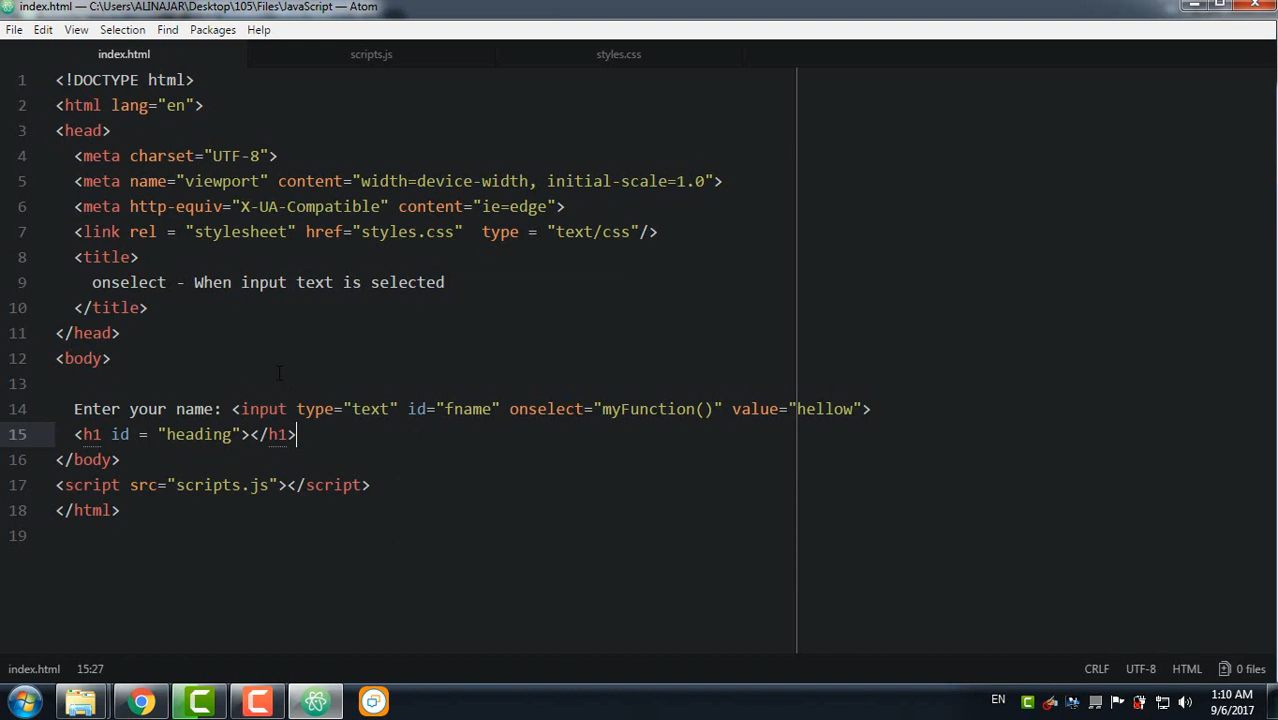 index.html — C:\Users\ALINAJAR\Desktop\105\Files\JavaScript — Atom
File Edit View Selection Find Packages Help
index.html scripts.js styles.css
1 <!DOCTYPE html>
2 <html lang="en">
3 <head>
4 <meta charset="UTF-8">
5 <meta name="viewport" content="width=device-width, initial-scale=1.0">
6 <meta http-equiv="X-UA-Compatible" content="ie=edge">
7 <link rel = "stylesheet" href="styles.css"  type = "text/css"/>
8 <title>
9 onselect - When input text is selected
10 </title>
11 </head>
12 <body>
13
14 Enter your name: <input type="text" id="fname" onselect="myFunction()" value="hellow">
15 <h1 id = "heading"></h1>
16 </body>
17 <script src="scripts.js"></script>
18 </html>
19
index.html 15:27 CRLF UTF-8 HTML 0 files
EN 1:10 AM
9/6/2017